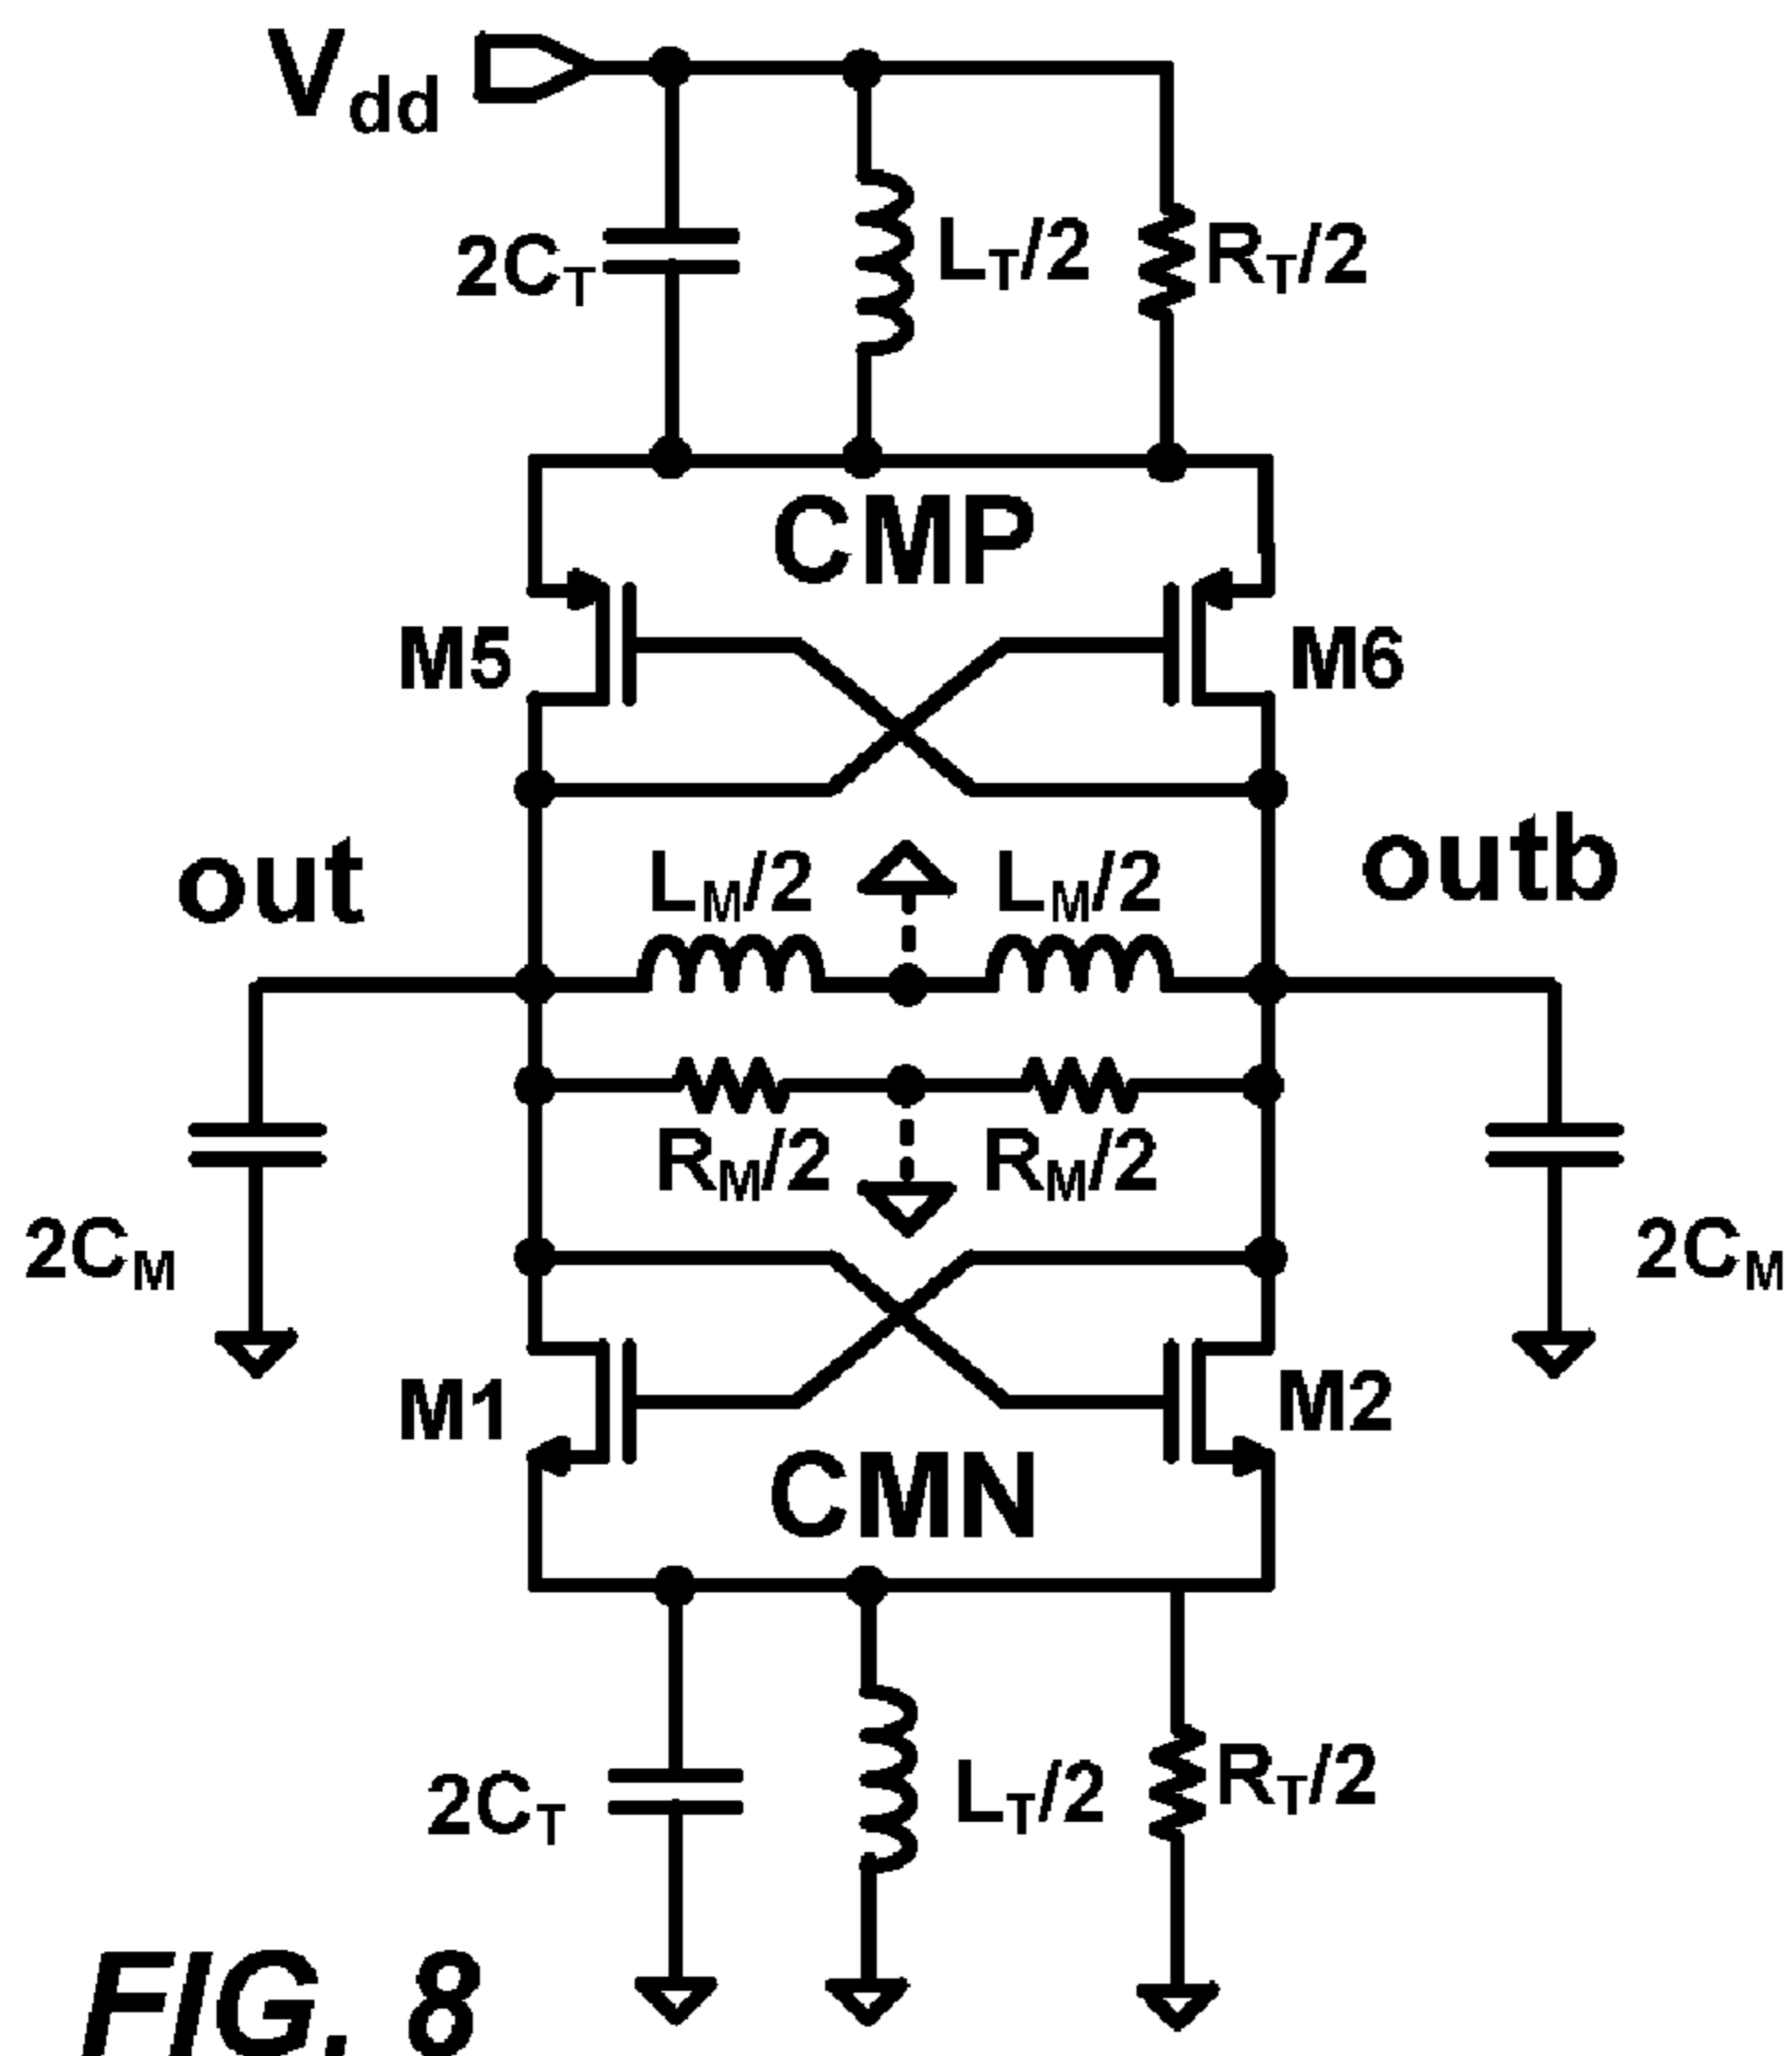 Vdd
2CT
LT/2
RT/2
CMP
M5
M6
out
LM/2
LM/2
outb
RM/2
RM/2
2CM
2CM
M1
M2
CMN
2CT
LT/2
RT/2
FIG. 8